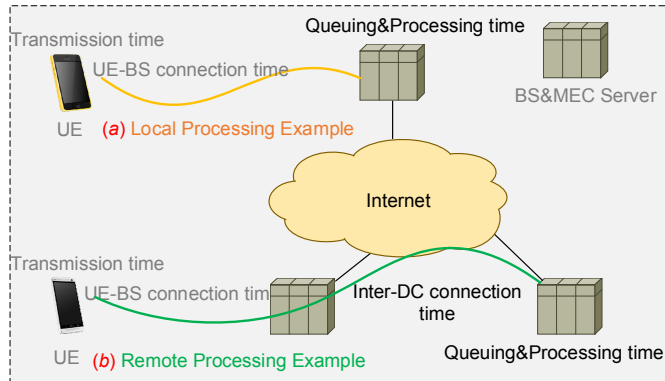 Queuing&Processing time
Transmission time
UE-BS connection time
BS&MEC Server
UE
(a) Local Processing Example
Internet
Transmission time
UE-BS connection tim
Inter-DC connection
time
UE
(b) Remote Processing Example
Queuing&Processing time